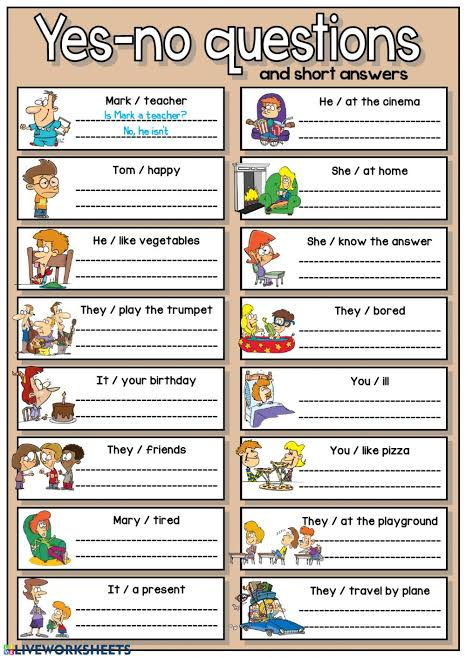 Yes-no questions
and short answers
Mark / teacher
Is Mark a teacher?
No, he isn't
He / at the cinema
Tom / happy
She / at home
He / like vegetables
She / know the answer
They / play the trumpet
They / bored
It / your birthday
You / ill
They / friends
You / like pizza
Mary / tired
They / at the playground
It / a present
They / travel by plane
LIVEWORKSHEETS